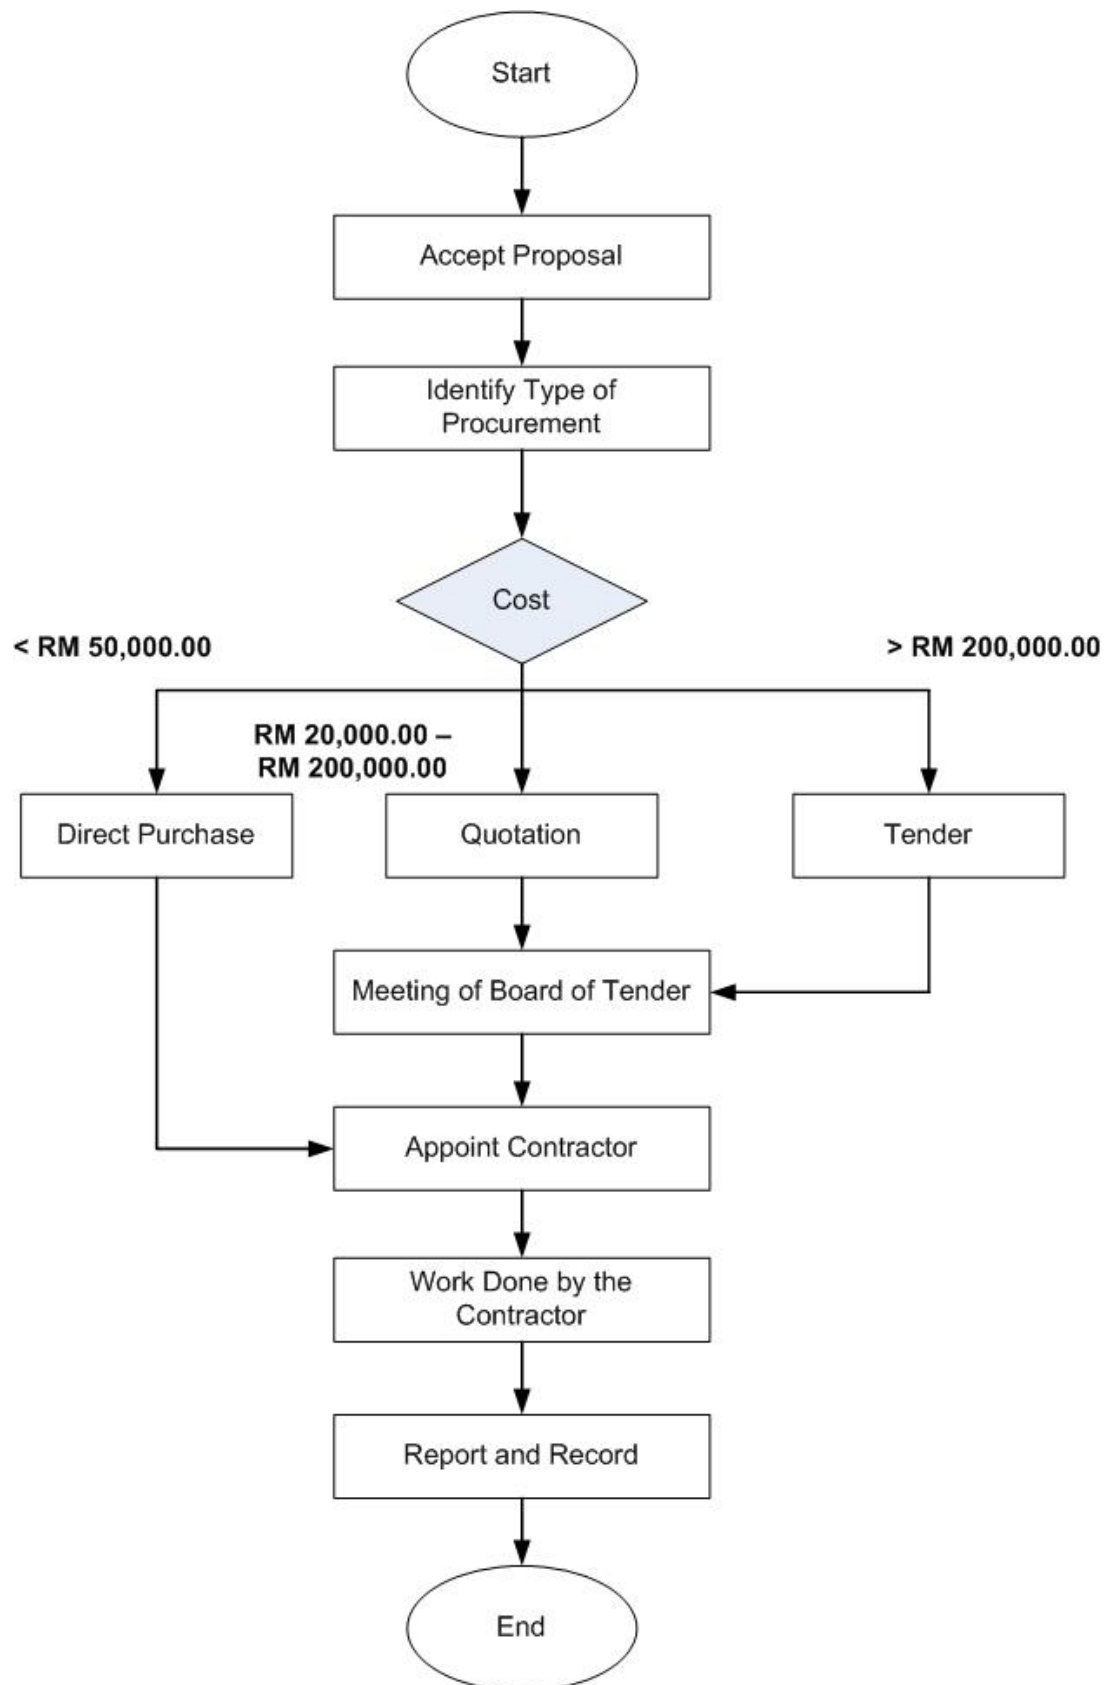 Start
Accept Proposal
Identify Type of
Procurement
Cost
< RM 50,000.00
> RM 200,000.00
RM 20,000.00 –
RM 200,000.00
Direct Purchase
Quotation
Tender
Meeting of Board of Tender
Appoint Contractor
Work Done by the
Contractor
Report and Record
End